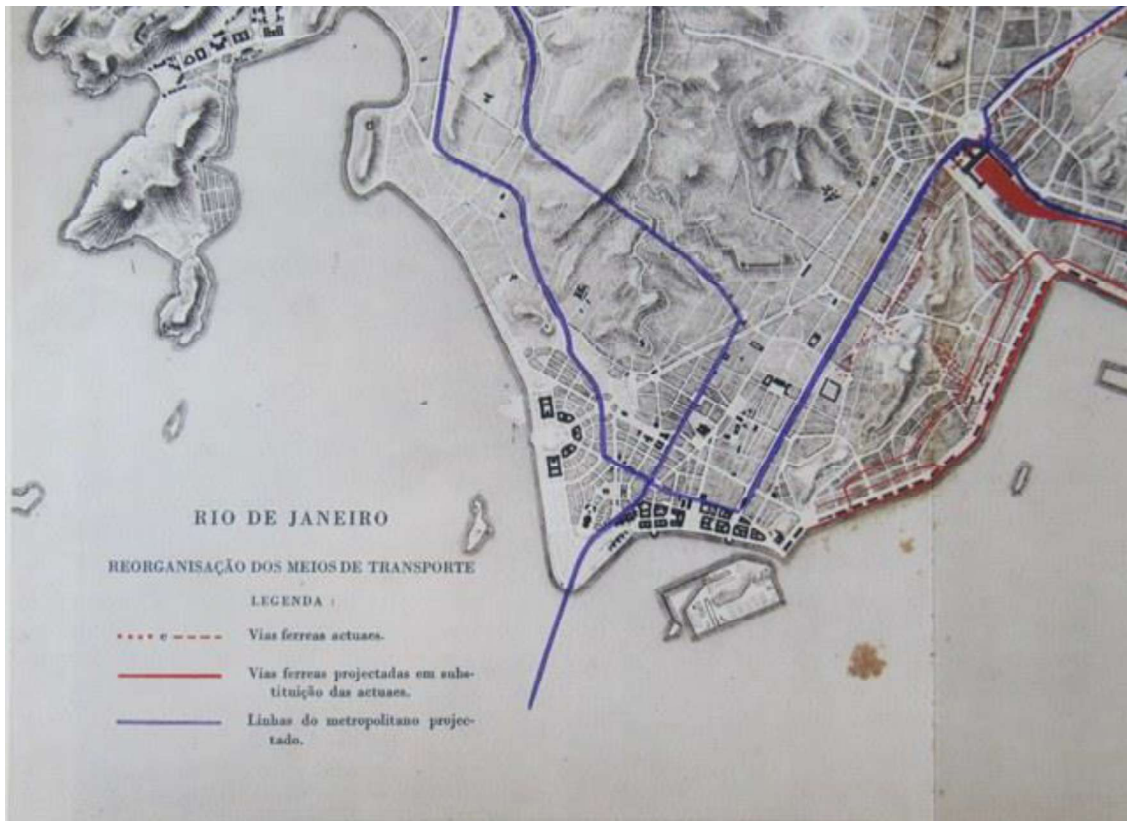 RIO DE JANEIRO
REORGANISAÇÃO DOS MEIOS DE TRANSPORTE
LEGENDA :
e Vias ferreas actuaes.
Vias ferreas projectadas em subs-
tituição das actuaes.
Linhas do metropolitano projec-
tado.